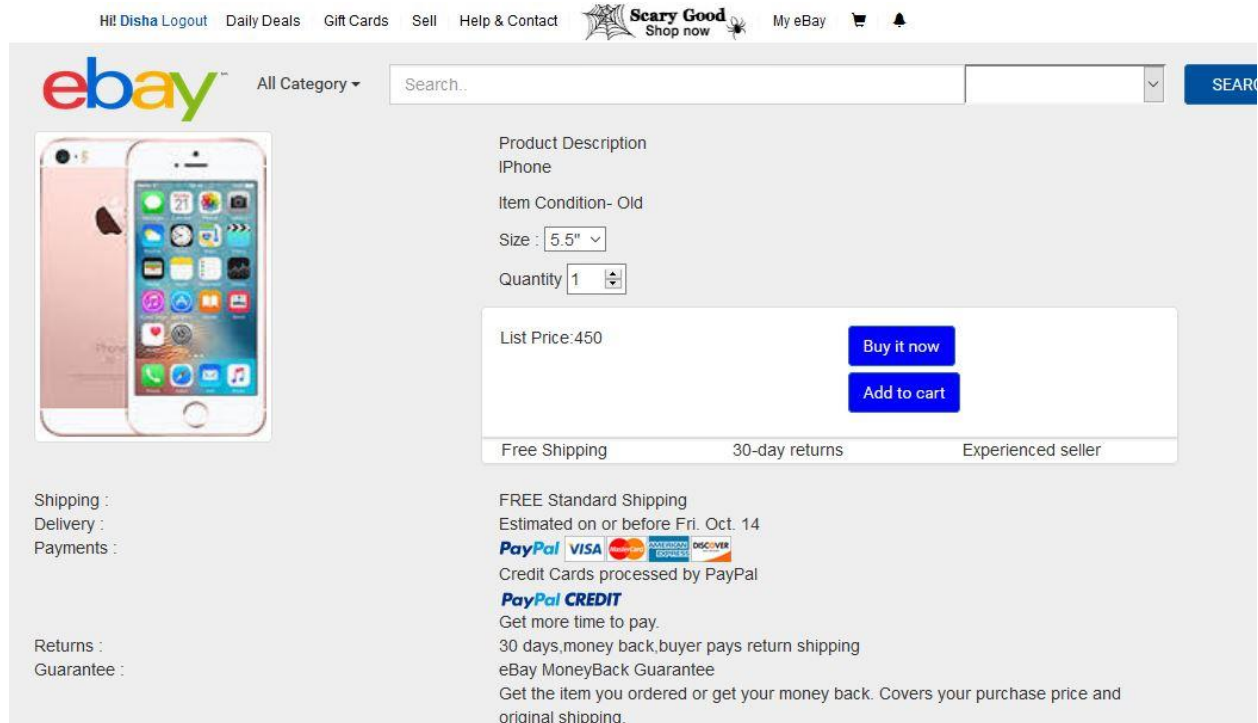 Hi! Disha Logout Daily Deals Gift Cards Sell Help & Contact Scary Good Shop now My eBay
ebay All Category Search..
SEARC
Product Description
IPhone
Item Condition- Old
Size : 5.5"
Quantity 1
List Price:450
Buy it now
Add to cart
Free Shipping 30-day returns Experienced seller
Shipping : FREE Standard Shipping
Delivery : Estimated on or before Fri. Oct. 14
Payments : PayPal VISA MasterCard AMERICAN EXPRESS DISCOVER
Credit Cards processed by PayPal
PayPal CREDIT
Get more time to pay.
Returns : 30 days,money back,buyer pays return shipping
Guarantee : eBay MoneyBack Guarantee
Get the item you ordered or get your money back. Covers your purchase price and
original shipping.